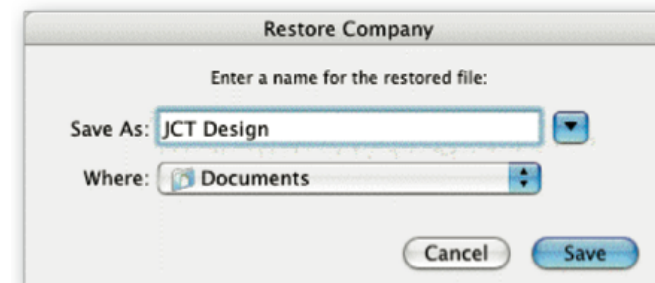 Restore Company
Enter a name for the restored file:
Save As: JCT Design
Where: Documents
Cancel Save